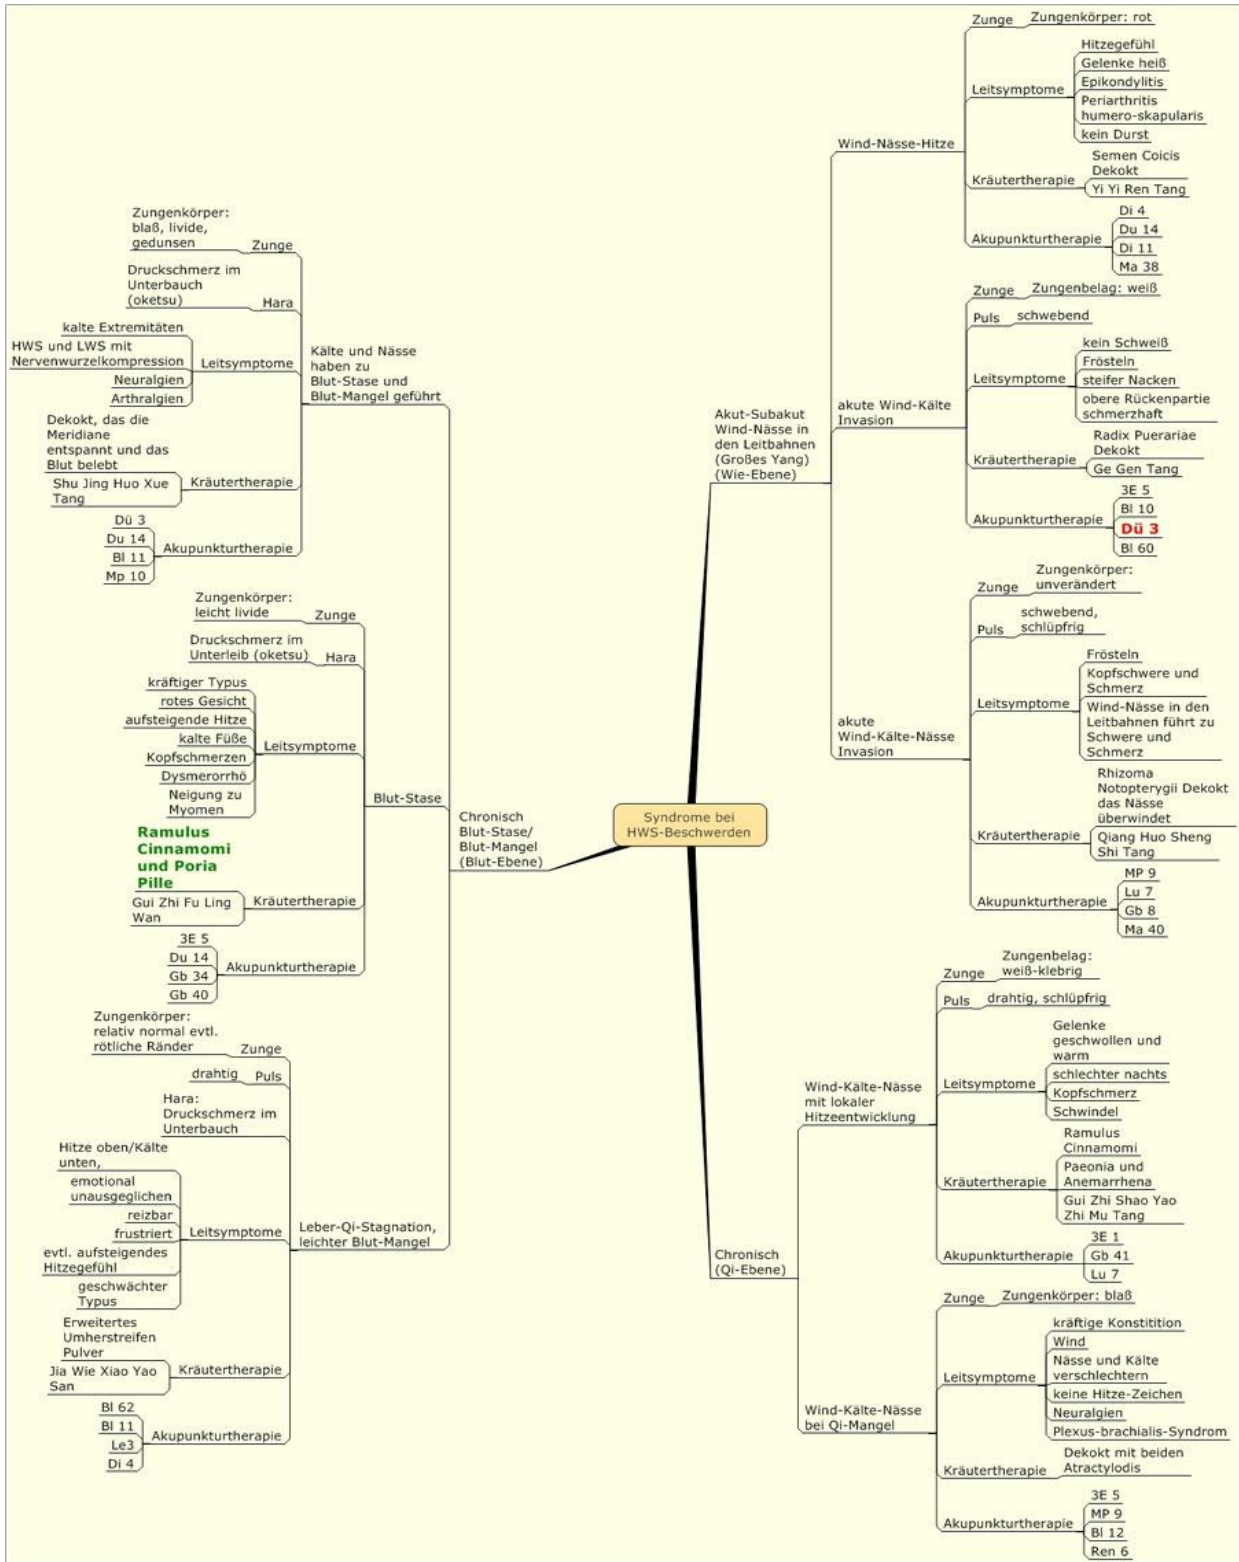 Syndrome bei
HWS-Beschwerden
Akut-Subakut
Wind-Nässe in
den Leitbahnen
(Großes Yang)
(Wie-Ebene)
Wind-Nässe-Hitze
Zunge
Zungenkörper: rot
Leitsymptome
Hitzegefühl
Gelenke heiß
Epikondylitis
Periarthritis
humero-skapularis
kein Durst
Kräutertherapie
Semen Coicis
Dekokt
Yi Yi Ren Tang
Akupunkturtherapie
Di 4
Du 14
Di 11
Ma 38
akute Wind-Kälte
Invasion
Zunge
Zungenbelag: weiß
Puls
schwebend
Leitsymptome
kein Schweiß
Frösteln
steifer Nacken
obere Rückenpartie
schmerzhaft
Kräutertherapie
Radix Puerariae
Dekokt
Ge Gen Tang
Akupunkturtherapie
3E 5
Bl 10
Dü 3
Bl 60
akute
Wind-Kälte-Nässe
Invasion
Zunge
Zungenkörper:
unverändert
Puls
schwebend,
schlüpfrig
Leitsymptome
Frösteln
Kopfschwere und
Schmerz
Wind-Nässe in den
Leitbahnen führt zu
Schwere und
Schmerz
Kräutertherapie
Rhizoma
Notopterygii Dekokt
das Nässe
überwindet
Qiang Huo Sheng
Shi Tang
Akupunkturtherapie
MP 9
Lu 7
Gb 8
Ma 40
Chronisch
(Qi-Ebene)
Wind-Kälte-Nässe
mit lokaler
Hitzeentwicklung
Zunge
Zungenbelag:
weiß-klebrig
Puls
drahtig, schlüpfrig
Leitsymptome
Gelenke
geschwollen und
warm
schlechter nachts
Kopfschmerz
Schwindel
Kräutertherapie
Ramulus
Cinnamomi
Paeonia und
Anemarrhena
Gui Zhi Shao Yao
Zhi Mu Tang
Akupunkturtherapie
3E 1
Gb 41
Lu 7
Wind-Kälte-Nässe
bei Qi-Mangel
Zunge
Zungenkörper: blaß
Leitsymptome
kräftige Konstitition
Wind
Nässe und Kälte
verschlechtern
keine Hitze-Zeichen
Neuralgien
Plexus-brachialis-Syndrom
Kräutertherapie
Dekokt mit beiden
Atractylodis
Akupunkturtherapie
3E 5
MP 9
Bl 12
Ren 6
Chronisch
Blut-Stase/
Blut-Mangel
(Blut-Ebene)
Kälte und Nässe
haben zu
Blut-Stase und
Blut-Mangel geführt
Zungenkörper:
blaß, livide,
gedunsen
Zunge
Druckschmerz im
Unterbauch
(oketsu)
Hara
kalte Extremitäten
HWS und LWS mit
Nervenwurzelkompression
Neuralgien
Arthralgien
Leitsymptome
Dekokt, das die
Meridiane
entspannt und das
Blut belebt
Shu Jing Huo Xue
Tang
Kräutertherapie
Dü 3
Du 14
Bl 11
Mp 10
Akupunkturtherapie
Blut-Stase
Zungenkörper:
leicht livide
Zunge
Druckschmerz im
Unterleib (oketsu)
Hara
kräftiger Typus
rotes Gesicht
aufsteigende Hitze
kalte Füße
Kopfschmerzen
Dysmerorrhö
Neigung zu
Myomen
Leitsymptome
Ramulus
Cinnamomi
und Poria
Pille
Gui Zhi Fu Ling
Wan
Kräutertherapie
3E 5
Du 14
Gb 34
Gb 40
Akupunkturtherapie
Leber-Qi-Stagnation,
leichter Blut-Mangel
Zungenkörper:
relativ normal evtl.
rötliche Ränder
Zunge
drahtig
Puls
Hara:
Druckschmerz im
Unterbauch
Hitze oben/Kälte
unten,
emotional
unausgeglichen
reizbar
frustriert
evtl. aufsteigendes
Hitzegefühl
geschwächter
Typus
Leitsymptome
Erweitertes
Umherstreifen
Pulver
Jia Wie Xiao Yao
San
Kräutertherapie
Bl 62
Bl 11
Le3
Di 4
Akupunkturtherapie